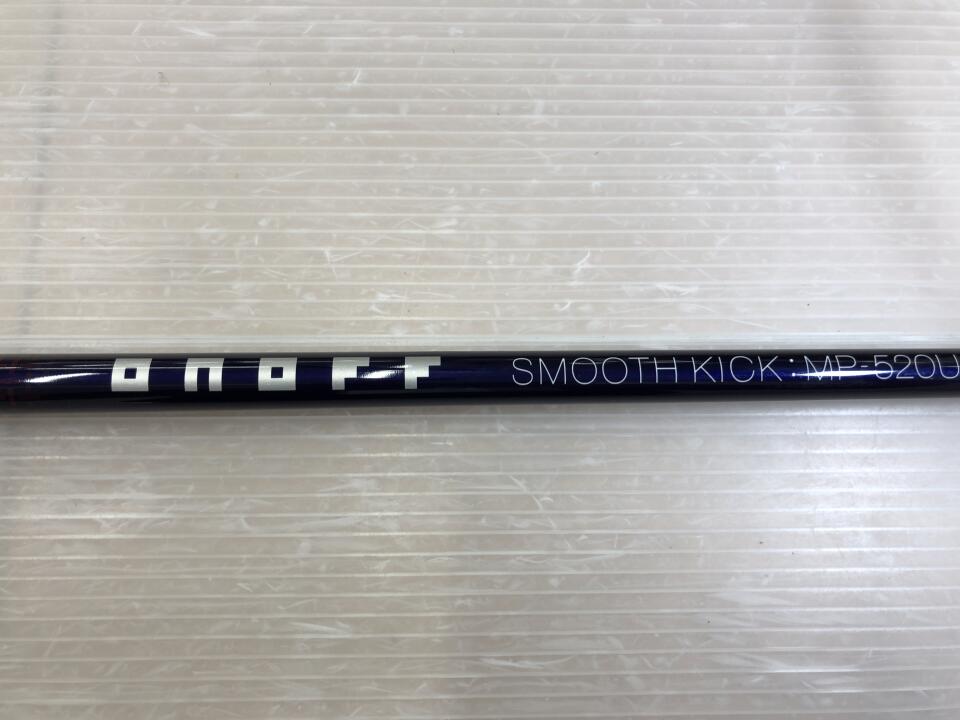 onoff SMOOTH KICK : MP-520U